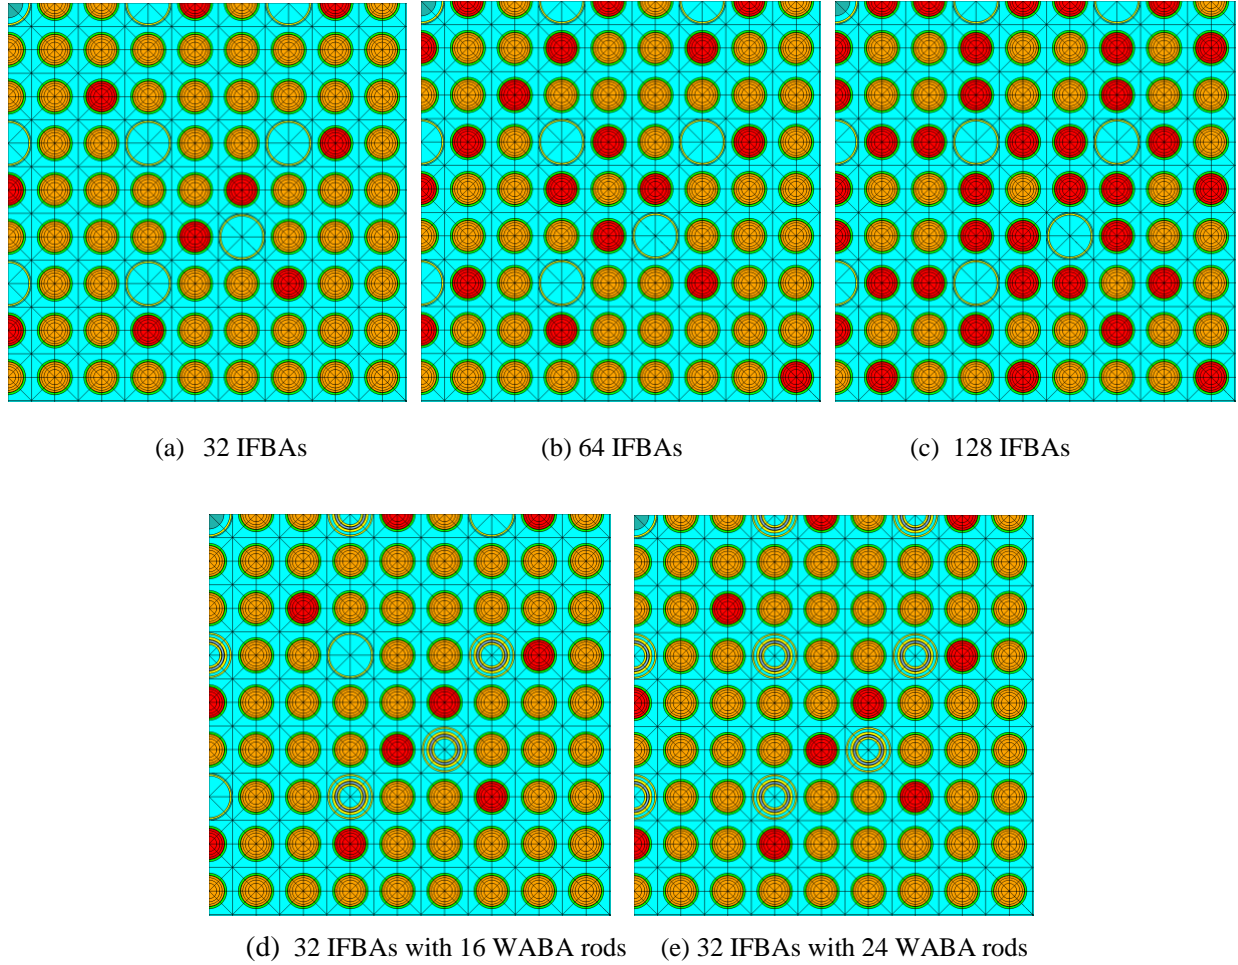 (a) 32 IFBAs
(b) 64 IFBAs
(c) 128 IFBAs
(d) 32 IFBAs with 16 WABA rods
(e) 32 IFBAs with 24 WABA rods